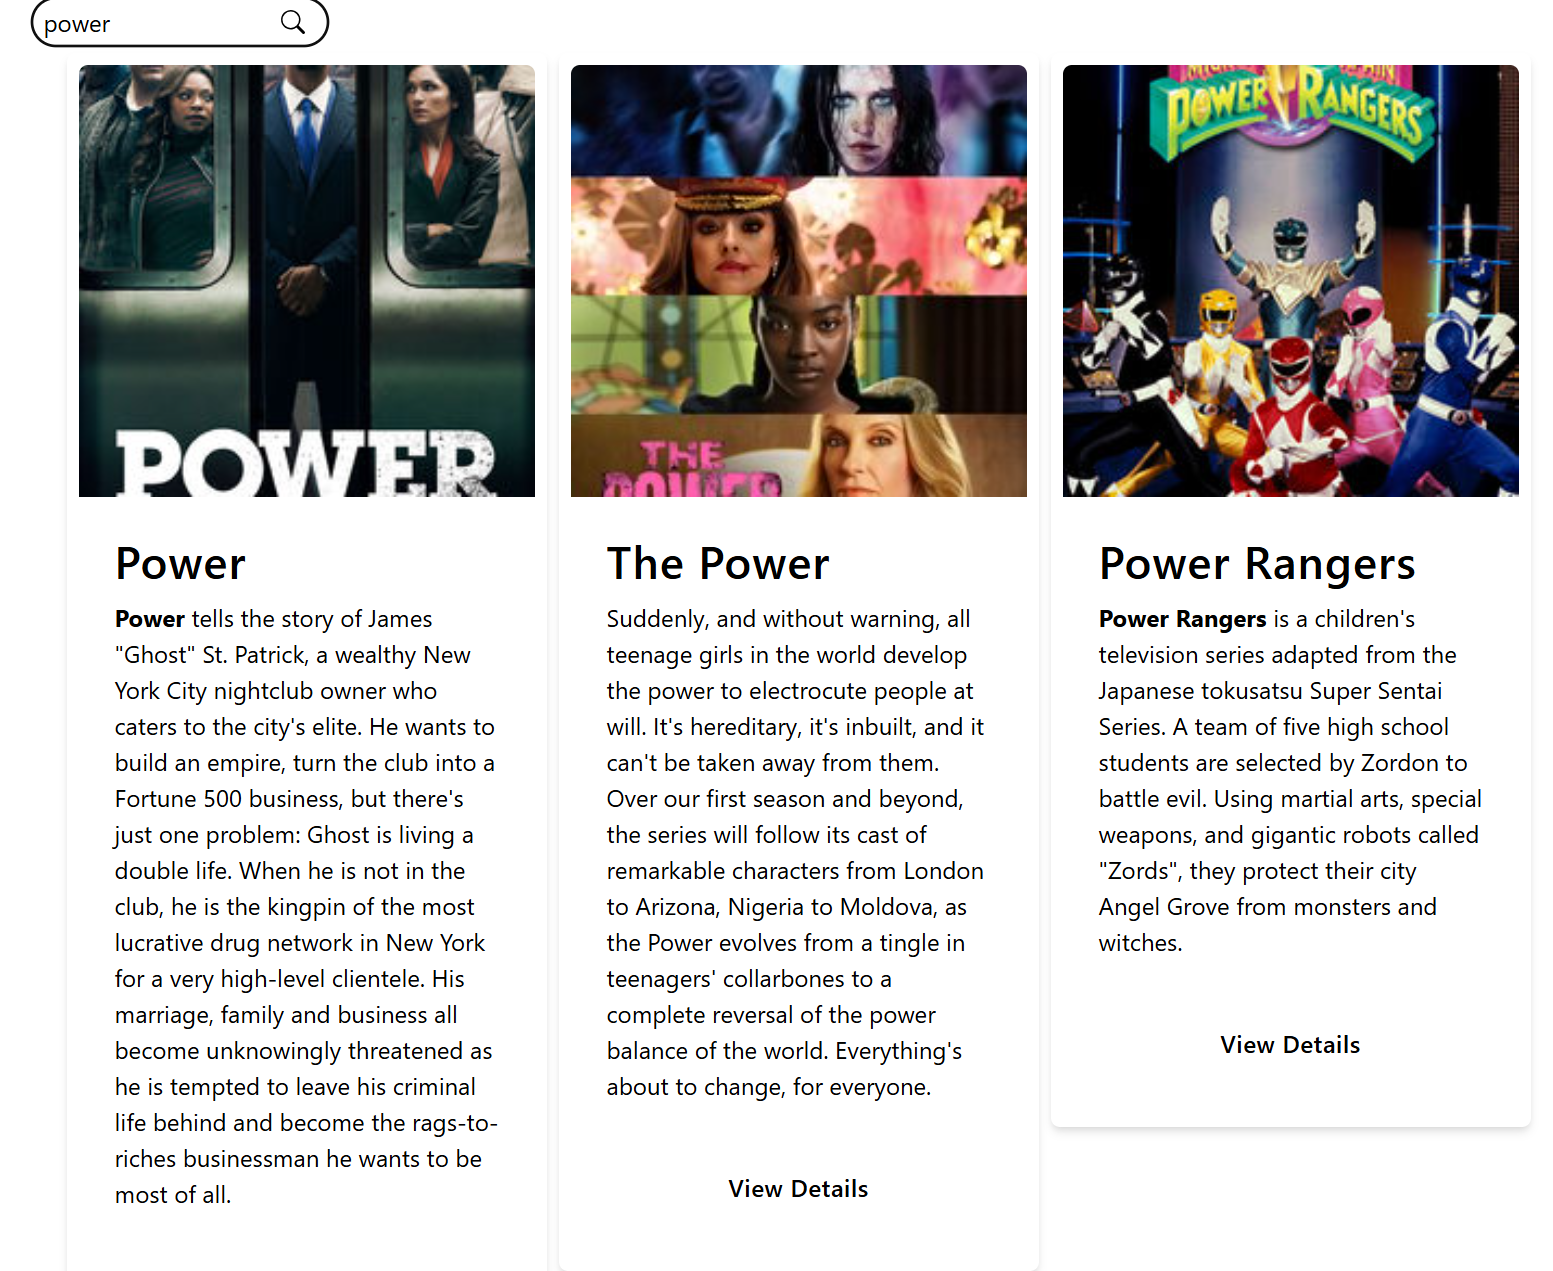 power
POWER
THE
POWER
MIGHTY MORPHIN
POWER RANGERS
Power
Power tells the story of James
"Ghost" St. Patrick, a wealthy New
York City nightclub owner who
caters to the city's elite. He wants to
build an empire, turn the club into a
Fortune 500 business, but there's
just one problem: Ghost is living a
double life. When he is not in the
club, he is the kingpin of the most
lucrative drug network in New York
for a very high-level clientele. His
marriage, family and business all
become unknowingly threatened as
he is tempted to leave his criminal
life behind and become the rags-to-
riches businessman he wants to be
most of all.
The Power
Suddenly, and without warning, all
teenage girls in the world develop
the power to electrocute people at
will. It's hereditary, it's inbuilt, and it
can't be taken away from them.
Over our first season and beyond,
the series will follow its cast of
remarkable characters from London
to Arizona, Nigeria to Moldova, as
the Power evolves from a tingle in
teenagers' collarbones to a
complete reversal of the power
balance of the world. Everything's
about to change, for everyone.
View Details
Power Rangers
Power Rangers is a children's
television series adapted from the
Japanese tokusatsu Super Sentai
Series. A team of five high school
students are selected by Zordon to
battle evil. Using martial arts, special
weapons, and gigantic robots called
"Zords", they protect their city
Angel Grove from monsters and
witches.
View Details